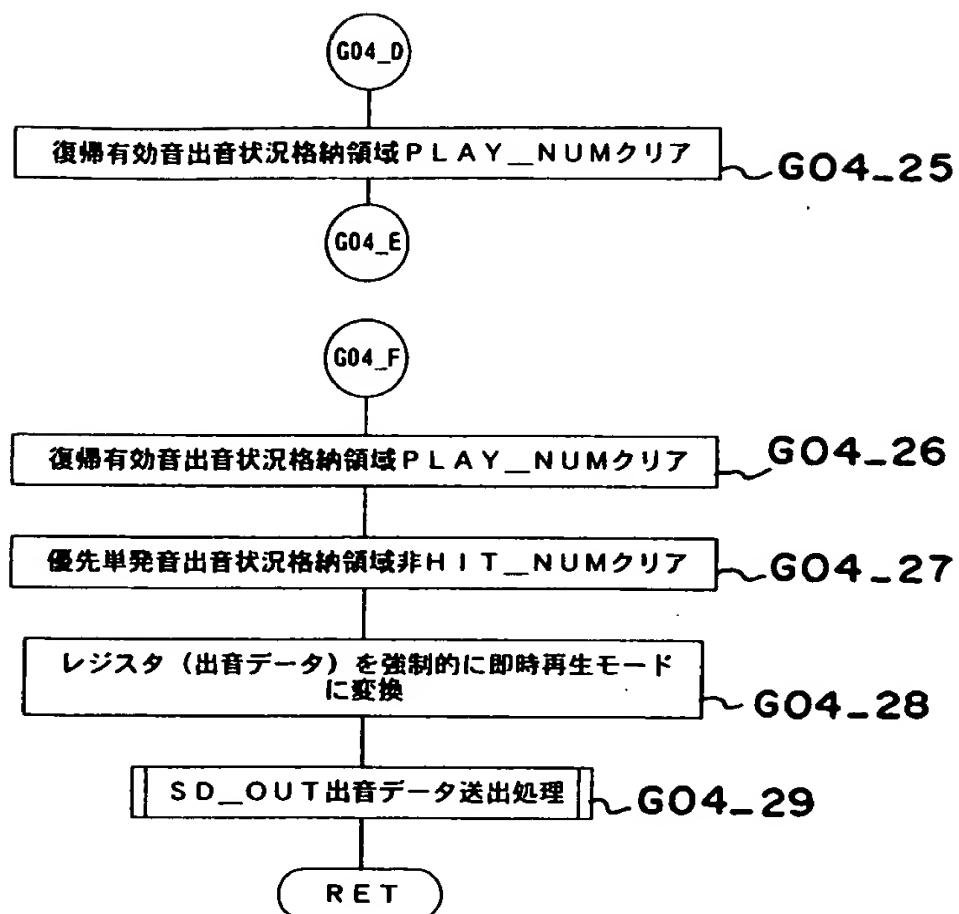 G04_D
復帰有効音出音状況格納領域ＰＬＡＹ＿ＮＵＭクリア
G04_25
G04_E
G04_F
復帰有効音出音状況格納領域ＰＬＡＹ＿ＮＵＭクリア
G04_26
優先単発音出音状況格納領域非ＨＩＴ＿ＮＵＭクリア
G04_27
レジスタ（出音データ）を強制的に即時再生モード
に変換
G04_28
ＳＤ＿ＯＵＴ出音データ送出処理
G04_29
ＲＥＴ